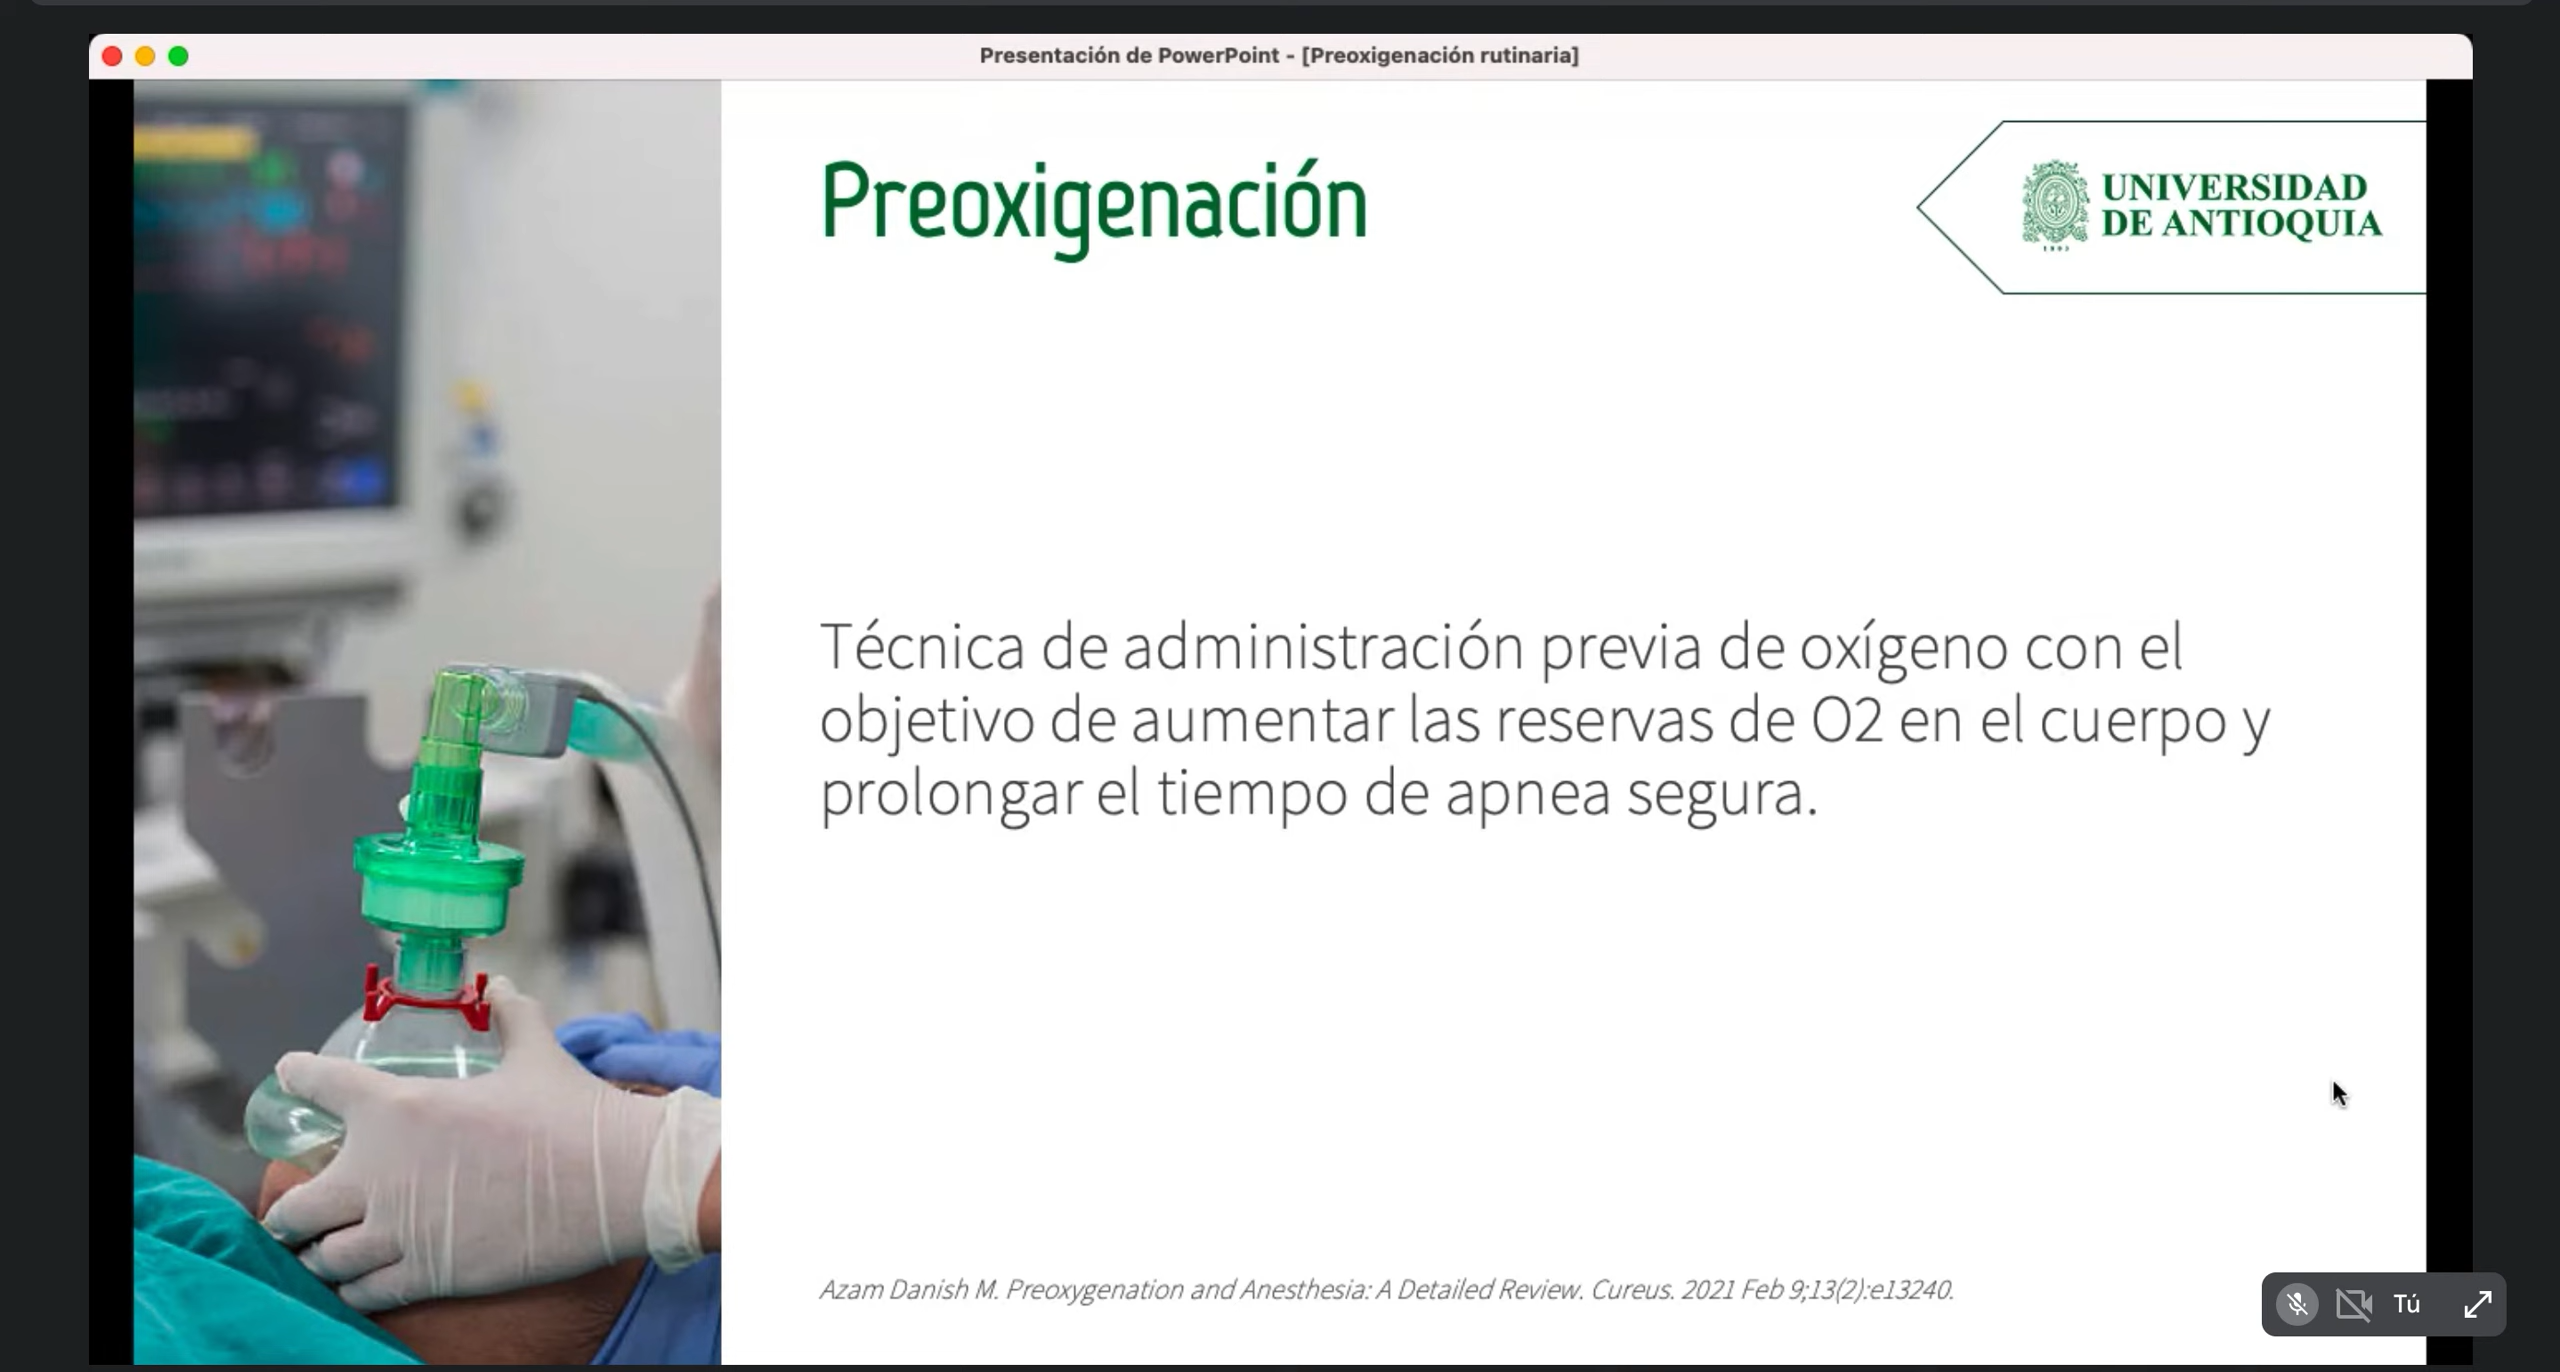 Presentación de PowerPoint - [Preoxigenación rutinaria]
Preoxigenación
UNIVERSIDAD
DE ANTIOQUIA
1803
Técnica de administración previa de oxígeno con el
objetivo de aumentar las reservas de O2 en el cuerpo y
prolongar el tiempo de apnea segura.
Azam Danish M. Preoxygenation and Anesthesia: A Detailed Review. Cureus. 2021 Feb 9;13(2):e13240.
Tú